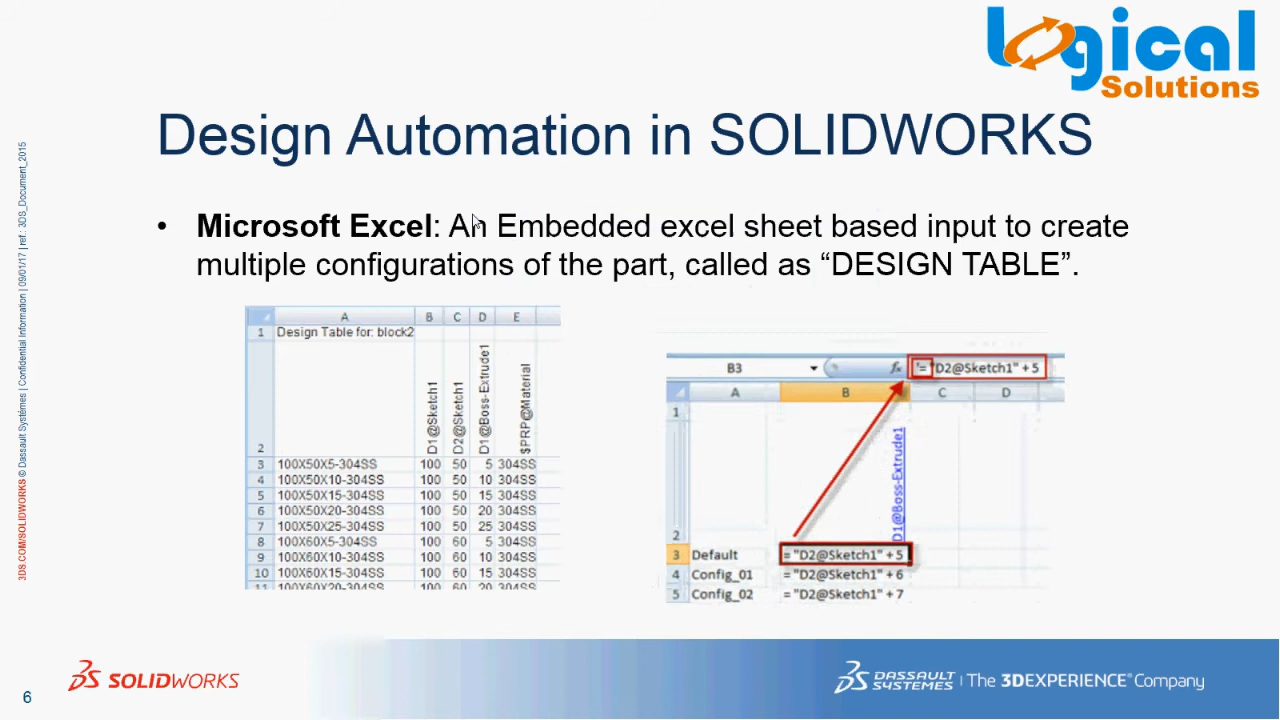 Logical
Solutions
Design Automation in SOLIDWORKS
• Microsoft Excel: An Embedded excel sheet based input to create
multiple configurations of the part, called as “DESIGN TABLE”.
A B C D E
1 Design Table for: block2
2 D1@Sketch1 D2@Sketch1 D1@Boss-Extrude1 $PRP@Material
3 100X50X5-304SS 100 50 5 304SS
4 100X50X10-304SS 100 50 10 304SS
5 100X50X15-304SS 100 50 15 304SS
6 100X50X20-304SS 100 50 20 304SS
7 100X50X25-304SS 100 50 25 304SS
8 100X60X5-304SS 100 60 5 304SS
9 100X60X10-304SS 100 60 10 304SS
10 100X60X15-304SS 100 60 15 304SS
11 100X60X20-304SS 100 60 20 304SS
B3 fx '= "D2@Sketch1" + 5
A B C D
1
2 D1@Boss-Extrude1
3 Default = "D2@Sketch1" + 5
4 Config_01 = "D2@Sketch1" + 6
5 Config_02 = "D2@Sketch1" + 7
3DS.COM/SOLIDWORKS © Dassault Systèmes | Confidential Information | 09/01/17 | ref.: 3DS_Document_2015
6
SOLIDWORKS
DASSAULT SYSTEMES | The 3DEXPERIENCE® Company